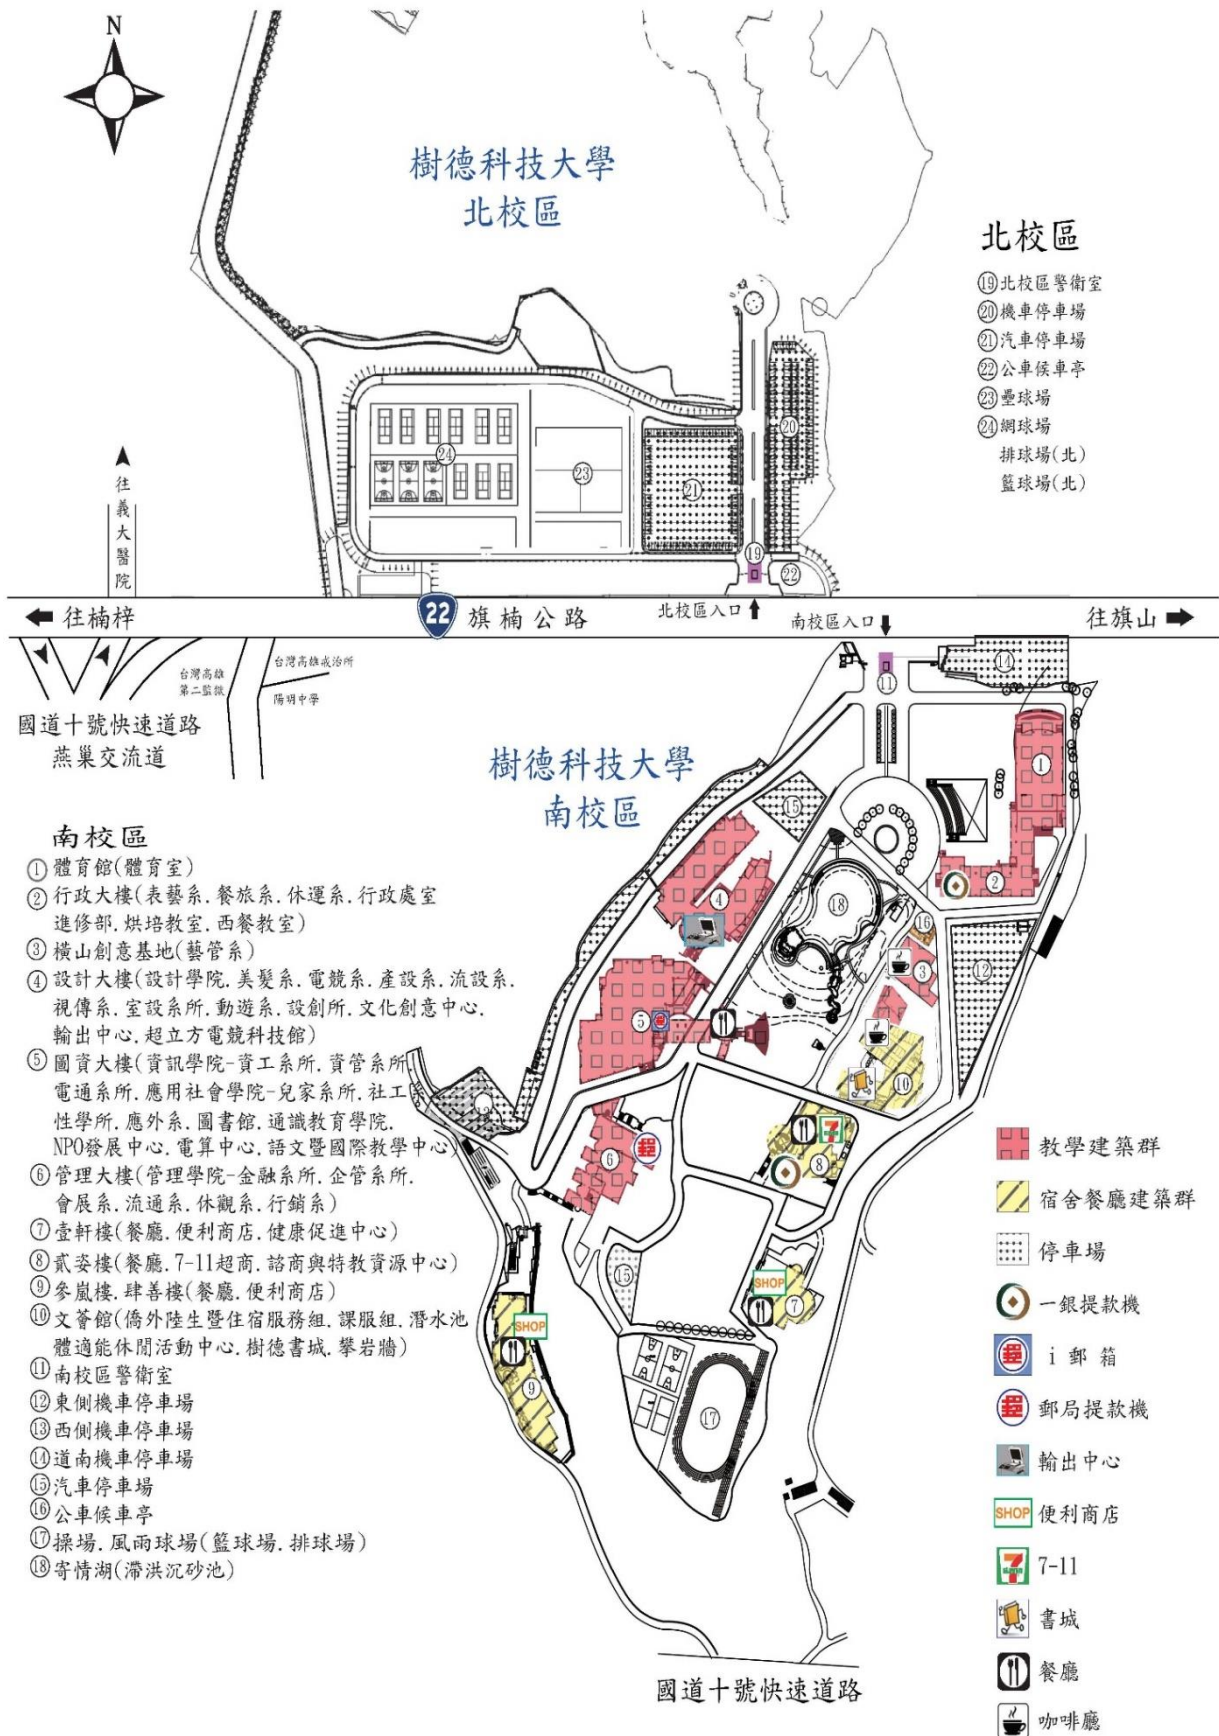 N
樹德科技大學
北校區
北校區
⑲北校區警衛室
⑳機車停車場
㉑汽車停車場
㉒公車候車亭
㉓壘球場
㉔網球場
排球場(北)
籃球場(北)
⑳
㉔
㉓
㉑
⑲
㉒
往義大醫院
往楠梓
22
旗楠公路
北校區入口
南校區入口
往旗山
台灣高雄
第二監獄
台灣高雄戒治所
陽明中學
國道十號快速道路
燕巢交流道
樹德科技大學
南校區
⑪
⑭
①
⑮
②
④
⑱
⑯
③
⑫
⑤
⑩
⑥
⑧
⑮
SHOP
⑦
SHOP
⑨
⑰
南校區
①體育館(體育室)
②行政大樓(表藝系.餐旅系.休運系.行政處室
進修部.烘培教室.西餐教室)
③橫山創意基地(藝管系)
④設計大樓(設計學院.美髮系.電競系.產設系.流設系.
視傳系.室設系所.動遊系.設創所.文化創意中心.
輸出中心.超立方電競科技館)
⑤圖資大樓(資訊學院-資工系所.資管系所
電通系所.應用社會學院-兒家系所.社工
性學所.應外系.圖書館.通識教育學院.
NPO發展中心.電算中心.語文暨國際教學中心)
⑥管理大樓(管理學院-金融系所.企管系所.
會展系.流通系.休觀系.行銷系)
⑦壹軒樓(餐廳.便利商店.健康促進中心)
⑧貳姿樓(餐廳.7-11超商.諮商與特教資源中心)
⑨參嵐樓.肆善樓(餐廳.便利商店)
⑩文薈館(僑外陸生暨住宿服務組.課服組.潛水池
體適能休閒活動中心.樹德書城.攀岩牆)
⑪南校區警衛室
⑫東側機車停車場
⑬西側機車停車場
⑭道南機車停車場
⑮汽車停車場
⑯公車候車亭
⑰操場.風雨球場(籃球場.排球場)
⑱寄情湖(滯洪沉砂池)
教學建築群
宿舍餐廳建築群
停車場
一銀提款機
i 郵 箱
郵局提款機
輸出中心
SHOP 便利商店
7-11
書城
餐廳
咖啡廳
國道十號快速道路